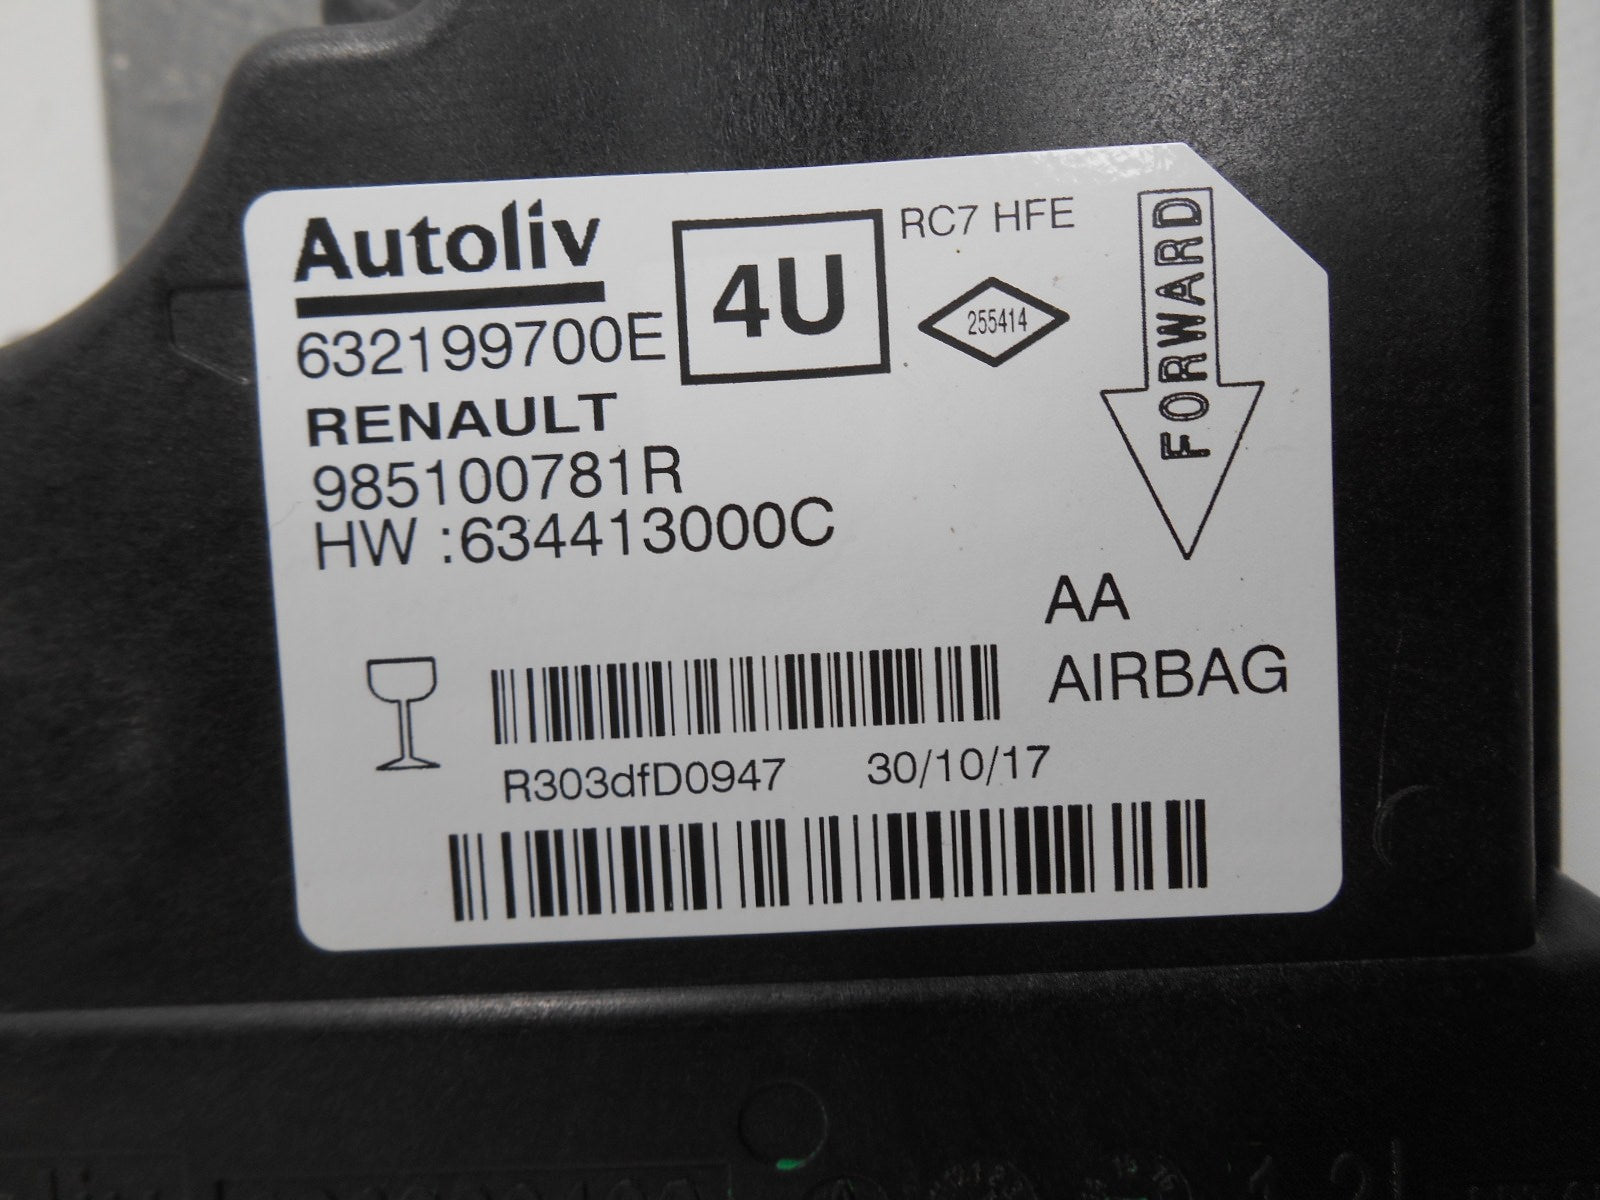 Autoliv
632199700E
4U
RC7 HFE
255414
FORWARD
RENAULT
985100781R
HW :634413000C
AA
AIRBAG
R303dfD0947 30/10/17